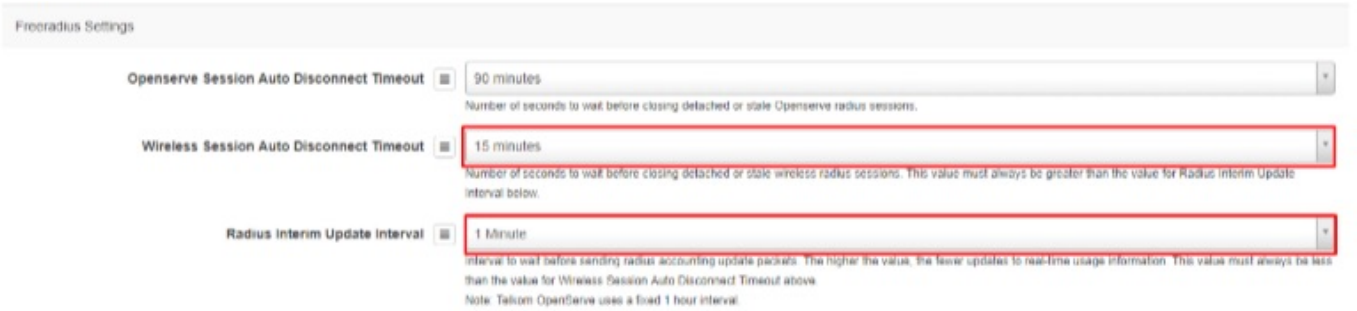 Freeradius Settings
Openserve Session Auto Disconnect Timeout
90 minutes
Number of seconds to wait before closing detached or stale Openserve radius sessions.
Wireless Session Auto Disconnect Timeout
15 minutes
Number of seconds to wait before closing detached or stale wireless radius sessions. This value must always be greater than the value for Radius Interim Update
Interval below.
Radius Interim Update Interval
1 Minute
Interval to wait before sending radius accounting update packets. The higher the value, the fewer updates to real-time usage information. This value must always be less
than the value for Wireless Session Auto Disconnect Timeout above.
Note: Telkom OpenServe uses a fixed 1 hour interval.